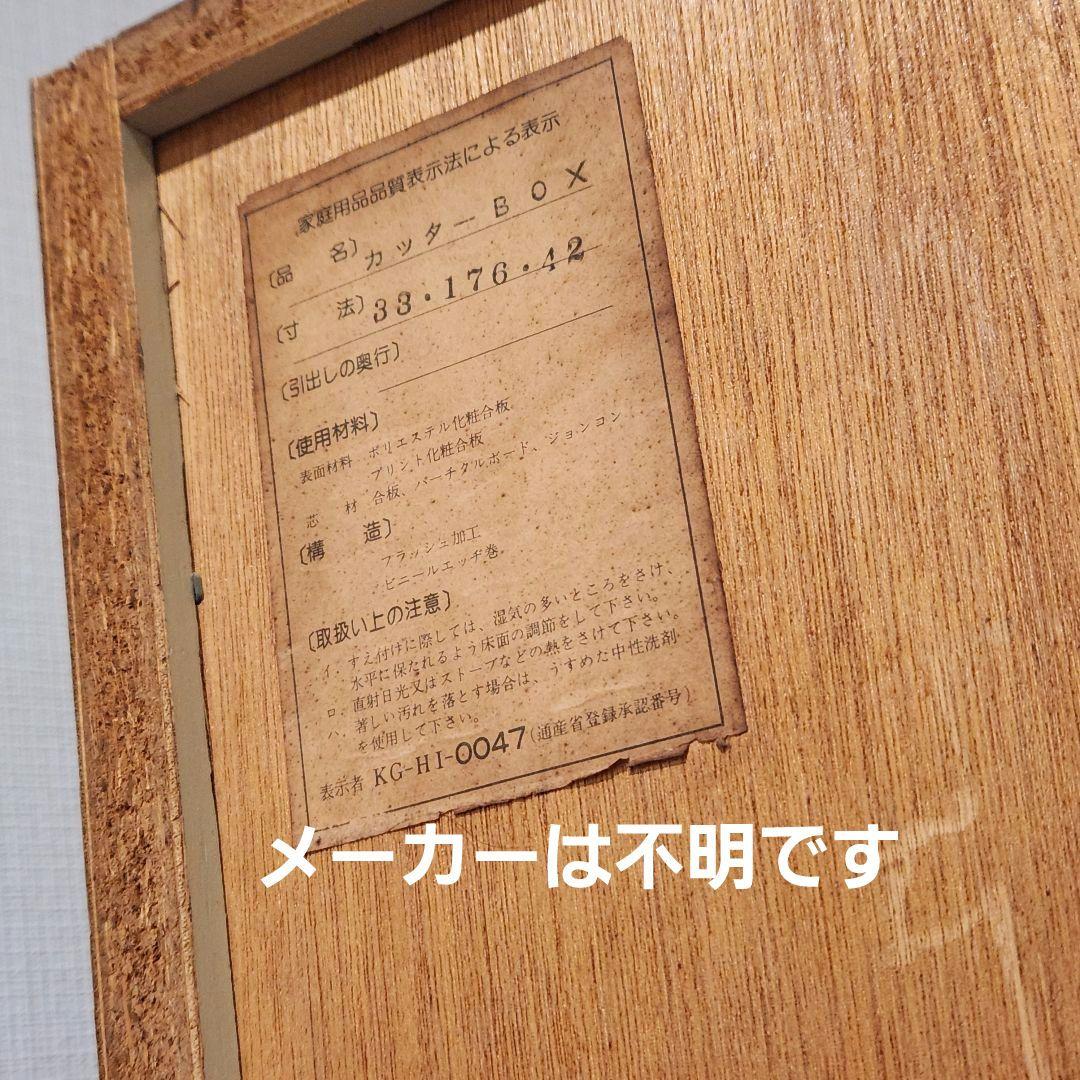 家庭用品品質表示法による表示
〔品　名〕カッターBOX
〔寸　法〕33・176・42
〔引出しの奥行〕
〔使用材料〕
表面材料　ポリエステル化粧合板
プリント化粧合板
芯　材　合板、パーチクルボード、ジョンコン
〔構　造〕
フラッシュ加工
ビニールエッヂ巻
〔取扱い上の注意〕
イ、すえ付けに際しては、湿気の多いところをさけ、
水平に保たれるよう床面の調節をして下さい。
ロ、直射日光又はストーブなどの熱をさけて下さい。
ハ、著しい汚れを落とす場合は、うすめた中性洗剤
を使用して下さい。
表示者 KG-HI-0047(通産省登録承認番号)
メーカーは不明です